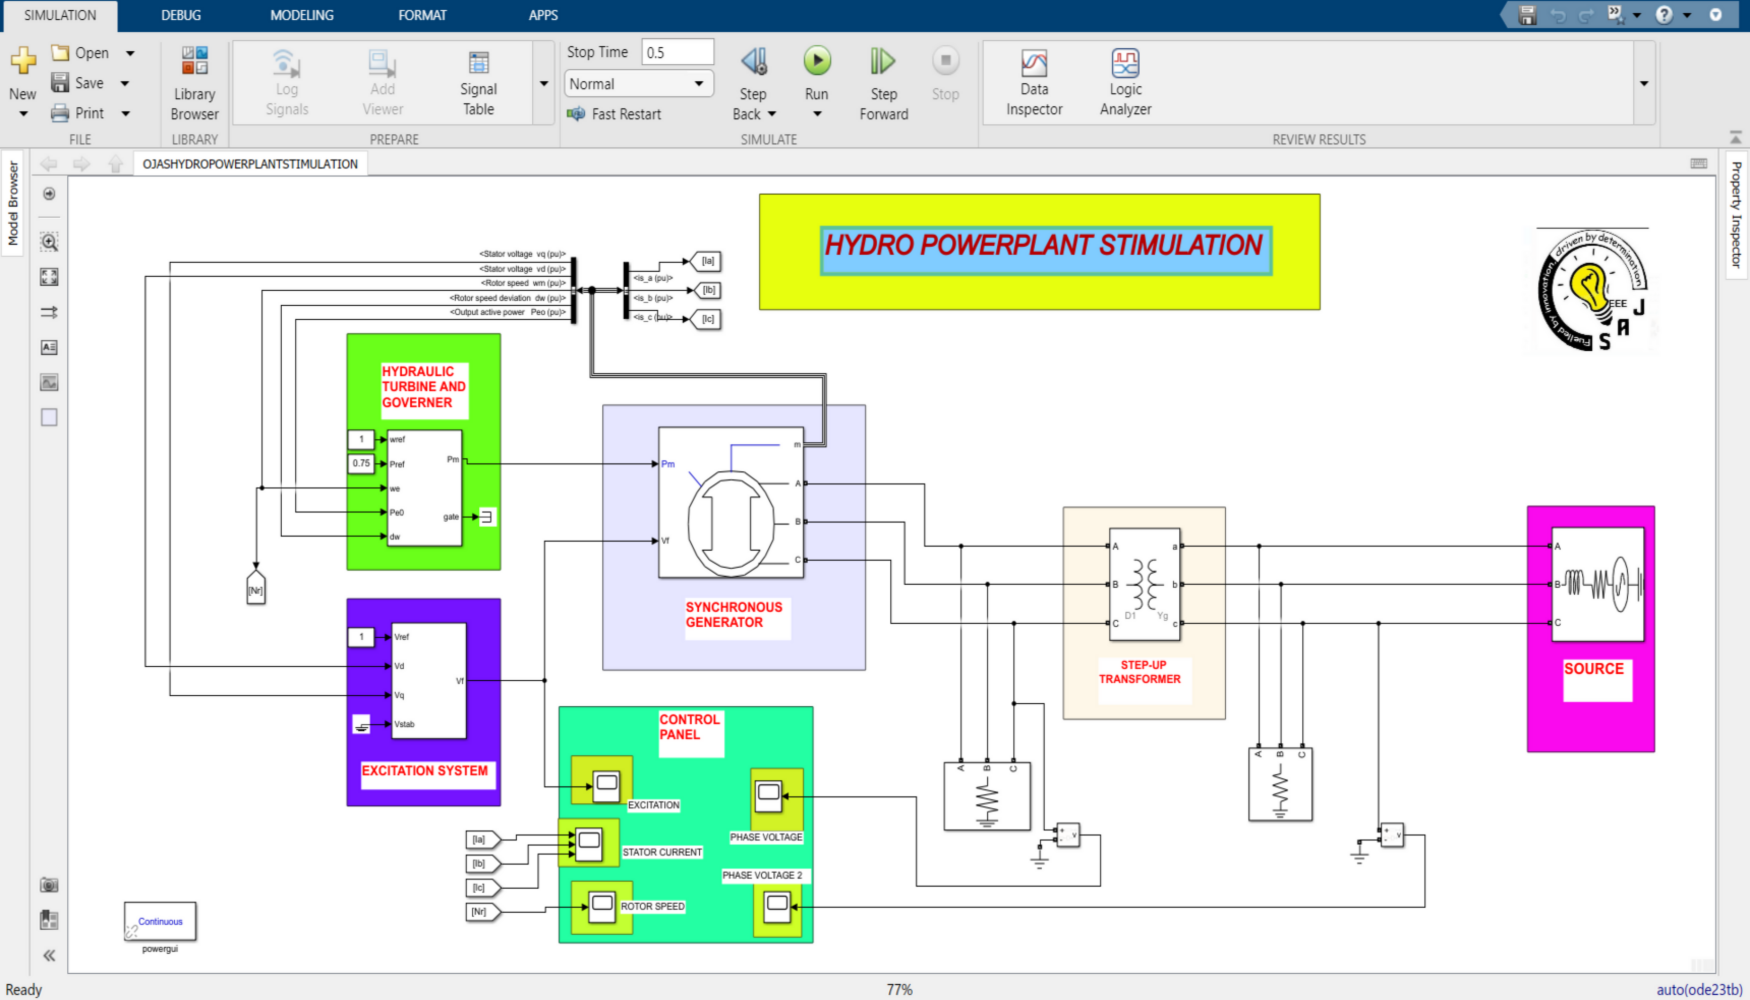 SIMULATION
DEBUG
MODELING
FORMAT
APPS
New
Open
Save
Print
FILE
Library
Browser
LIBRARY
Log
Signals
Add
Viewer
Signal
Table
PREPARE
Stop Time 0.5
Normal
Fast Restart
Step
Back
Run
Step
Forward
Stop
SIMULATE
Data
Inspector
Logic
Analyzer
REVIEW RESULTS
Model Browser
OJASHYDROPOWERPLANTSTIMULATION
Property Inspector
HYDRO POWERPLANT STIMULATION
Fuelled by innovation, driven by determination
EEE
S A J
<Stator voltage vq (pu)>
<Stator voltage vd (pu)>
<Rotor speed wm (pu)>
<Rotor speed deviation dw (pu)>
<Output active power Peo (pu)>
<is_a (pu)>
<is_b (pu)>
<is_c (pu)>
[Ia]
[Ib]
[Ic]
HYDRAULIC
TURBINE AND
GOVERNER
1
0.75
wref
Pref
we
Pe0
dw
Pm
gate
[Nr]
Pm
Vf
m
A
B
C
SYNCHRONOUS
GENERATOR
1
Vref
Vd
Vq
Vstab
Vf
EXCITATION SYSTEM
A
B
C
a
b
c
D1
Yg
STEP-UP
TRANSFORMER
A
B
C
SOURCE
CONTROL
PANEL
EXCITATION
STATOR CURRENT
ROTOR SPEED
PHASE VOLTAGE
PHASE VOLTAGE 2
[Ia]
[Ib]
[Ic]
[Nr]
A B C
+
-
v
A B C
+
-
v
Continuous
powergui
Ready
77%
auto(ode23tb)